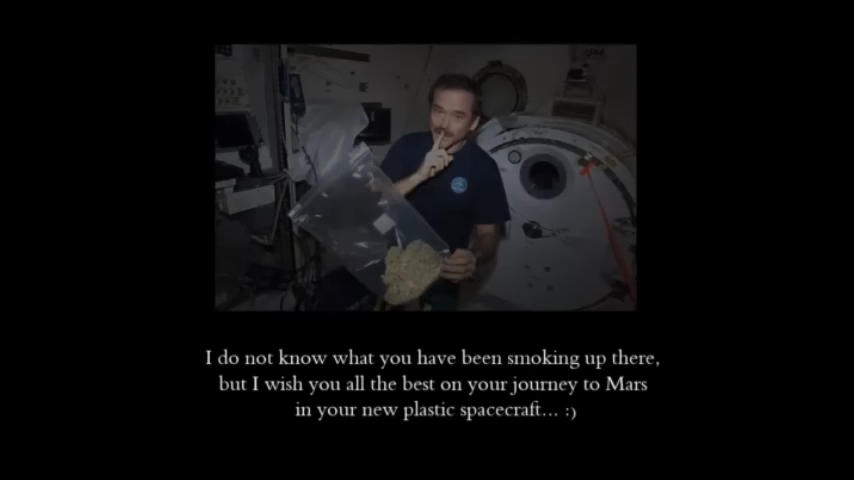 I do not know what you have been smoking up there,
but I wish you all the best on your journey to Mars
in your new plastic spacecraft... :)